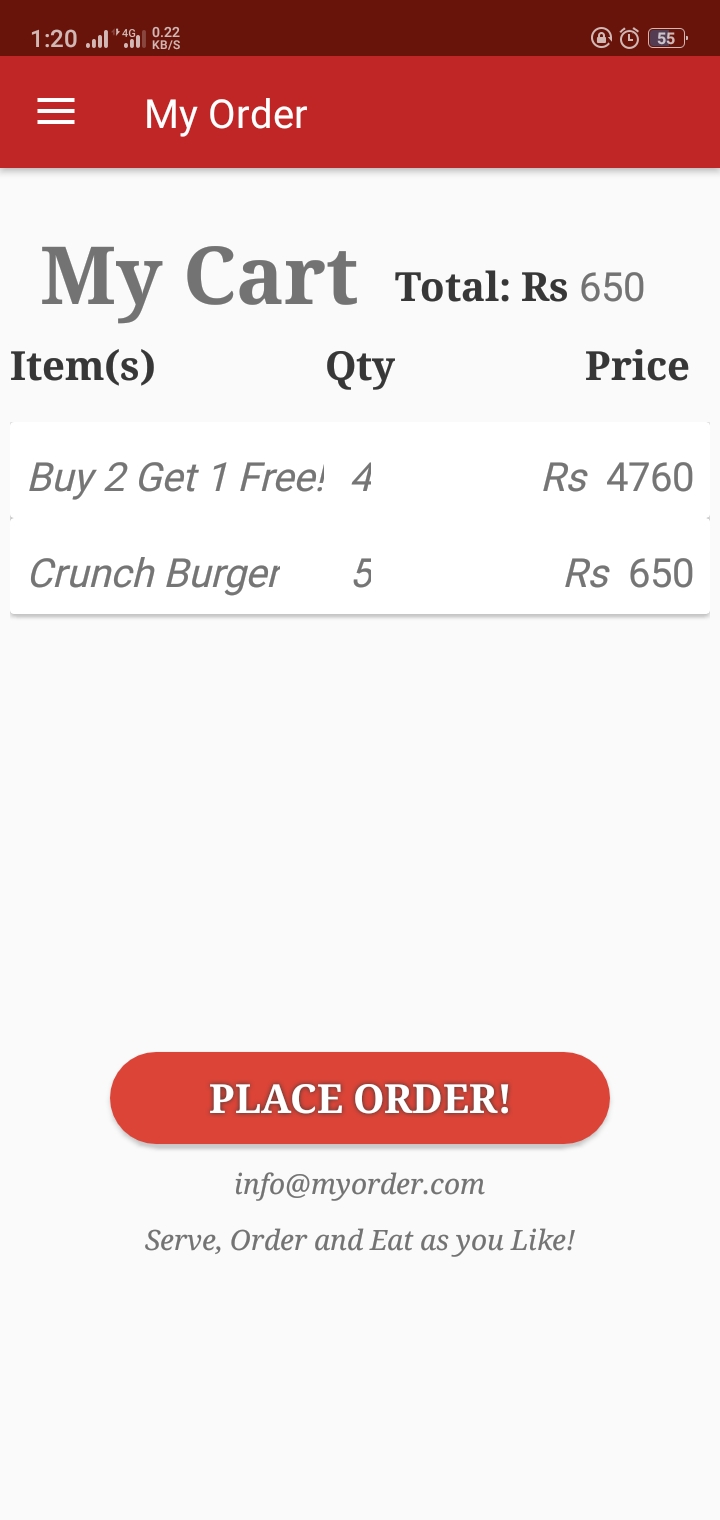 1:20 4G 0.22 KB/S 55
My Order
My Cart Total: Rs 650
Item(s) Qty Price
Buy 2 Get 1 Free! 4 Rs 4760
Crunch Burger 5 Rs 650
PLACE ORDER!
info@myorder.com
Serve, Order and Eat as you Like!